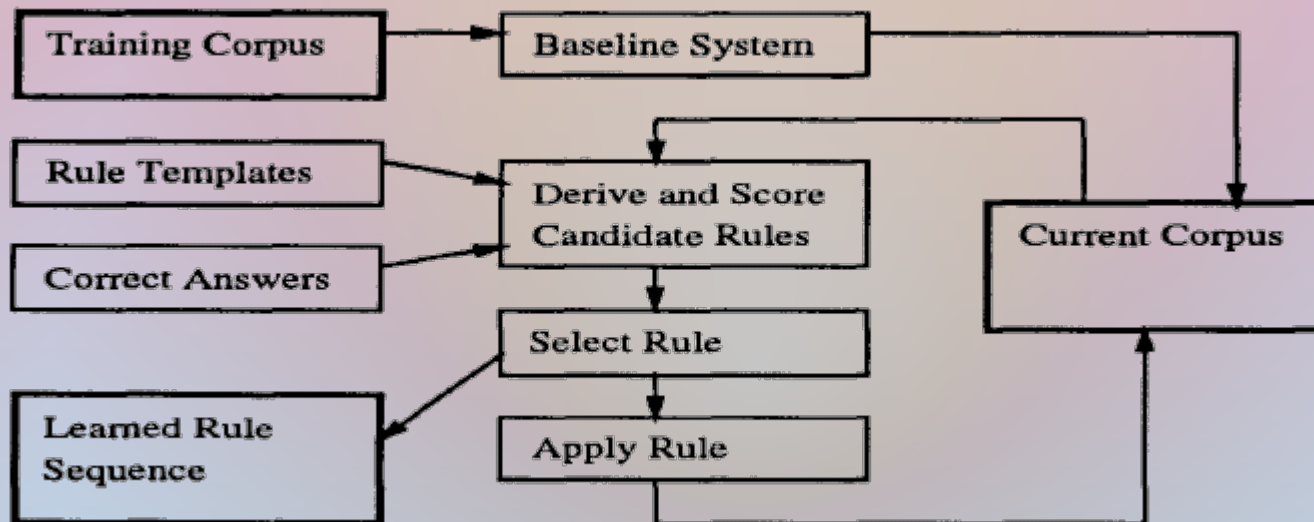 Training Corpus
Baseline System
Rule Templates
Derive and Score
Candidate Rules
Current Corpus
Correct Answers
Select Rule
Learned Rule
Sequence
Apply Rule